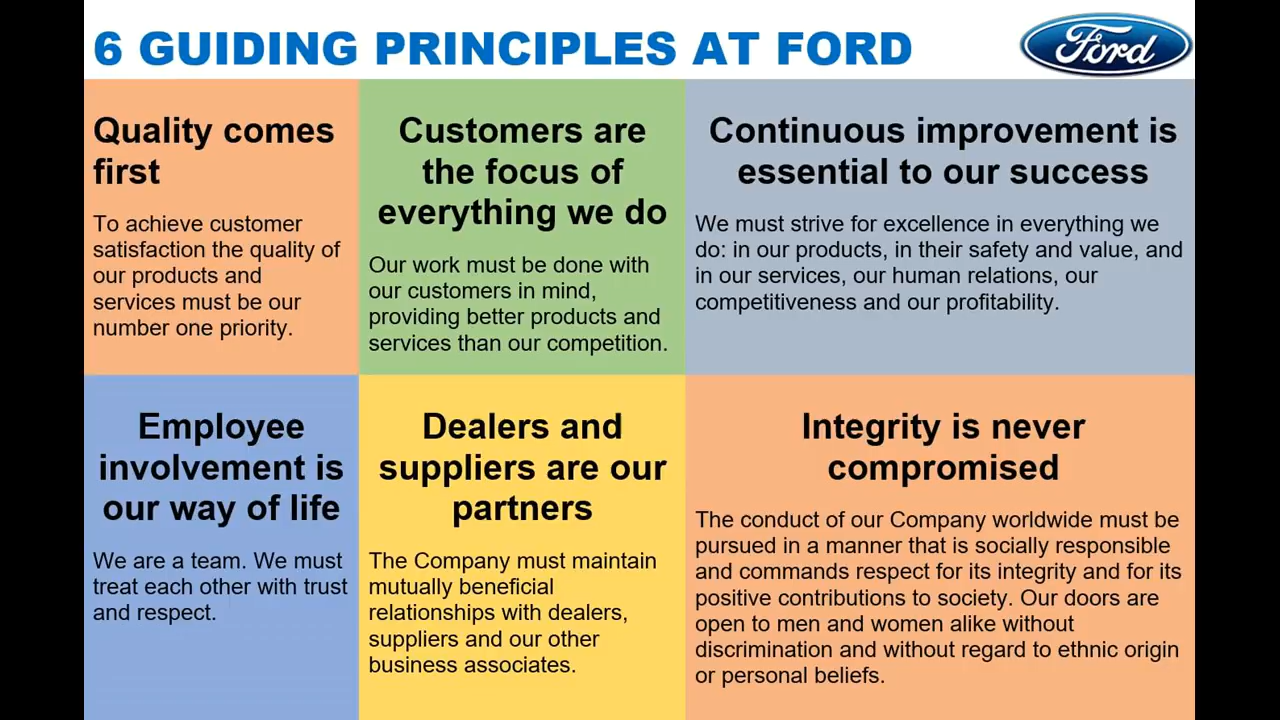 6 GUIDING PRINCIPLES AT FORD
Ford
Quality comes
first
To achieve customer
satisfaction the quality of
our products and
services must be our
number one priority.
Customers are
the focus of
everything we do
Our work must be done with
our customers in mind,
providing better products and
services than our competition.
Continuous improvement is
essential to our success
We must strive for excellence in everything we
do: in our products, in their safety and value, and
in our services, our human relations, our
competitiveness and our profitability.
Employee
involvement is
our way of life
We are a team. We must
treat each other with trust
and respect.
Dealers and
suppliers are our
partners
The Company must maintain
mutually beneficial
relationships with dealers,
suppliers and our other
business associates.
Integrity is never
compromised
The conduct of our Company worldwide must be
pursued in a manner that is socially responsible
and commands respect for its integrity and for its
positive contributions to society. Our doors are
open to men and women alike without
discrimination and without regard to ethnic origin
or personal beliefs.